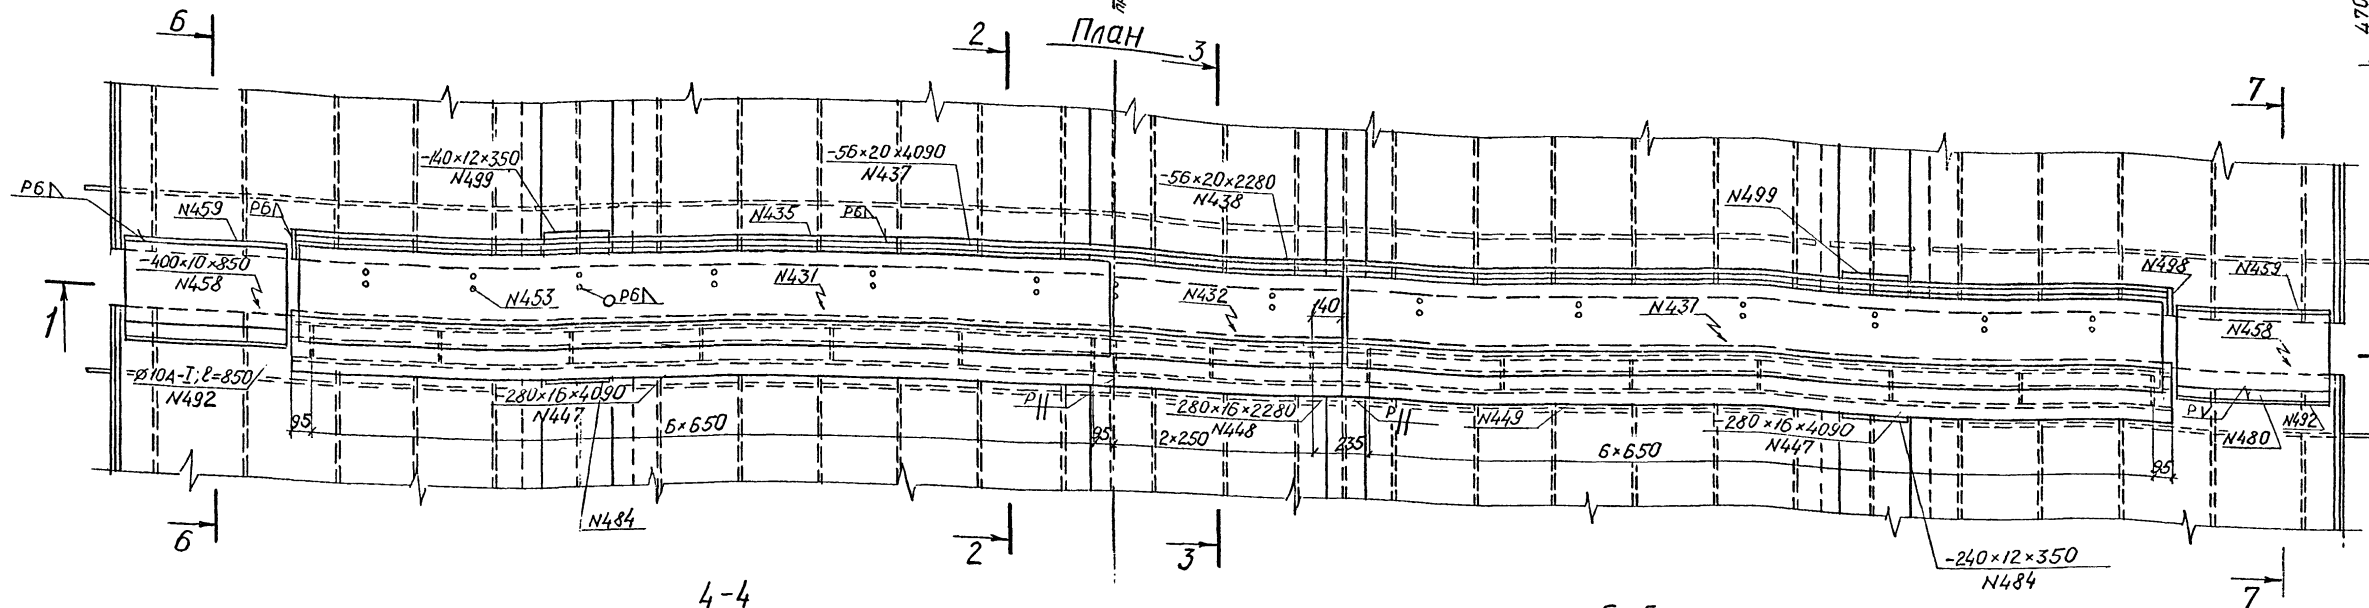 6
2
План
3
470
7
-140×12×350
N499
-56×20×4090
N437
-56×20×2280
N438
N499
Р6
N459
Р6
N435
Р6
-400×10×850
N458
N453
Р6
N431
N432
140
N431
N498
N459
N458
1
=Ø10А-I; ℓ=850
N492
-280×16×4090
N447
Р
280×16×2280
N448
Р
N449
-280×16×4090
N447
Р
N480
N492
95
6×650
95
2×250
235
6×650
95
N484
6
2
3
-240×12×350
N484
7
4-4